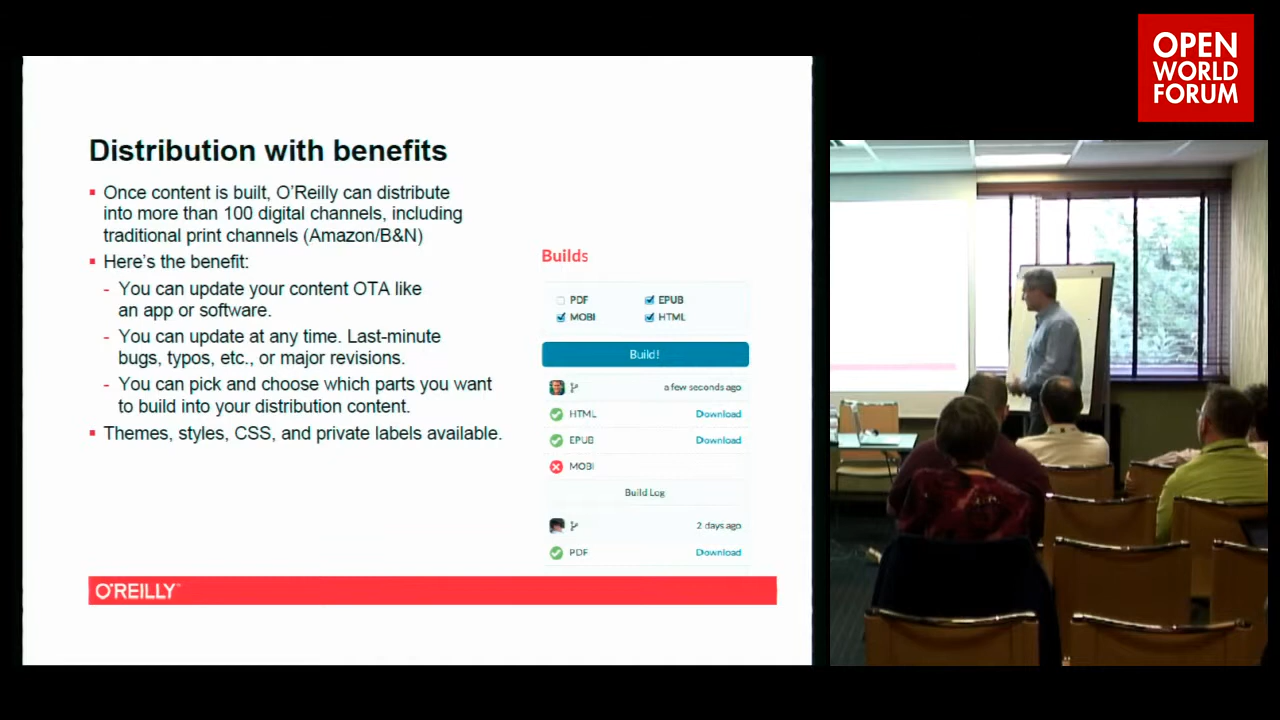 OPEN
WORLD
FORUM
Distribution with benefits
Once content is built, O'Reilly can distribute
into more than 100 digital channels, including
traditional print channels (Amazon/B&N)
Here's the benefit:
- You can update your content OTA like
an app or software.
- You can update at any time. Last-minute
bugs, typos, etc., or major revisions.
- You can pick and choose which parts you want
to build into your distribution content.
Themes, styles, CSS, and private labels available.
Builds
PDF EPUB
MOBI HTML
Build!
a few seconds ago
HTML Download
EPUB Download
MOBI
Build Log
2 days ago
PDF Download
O'REILLY™